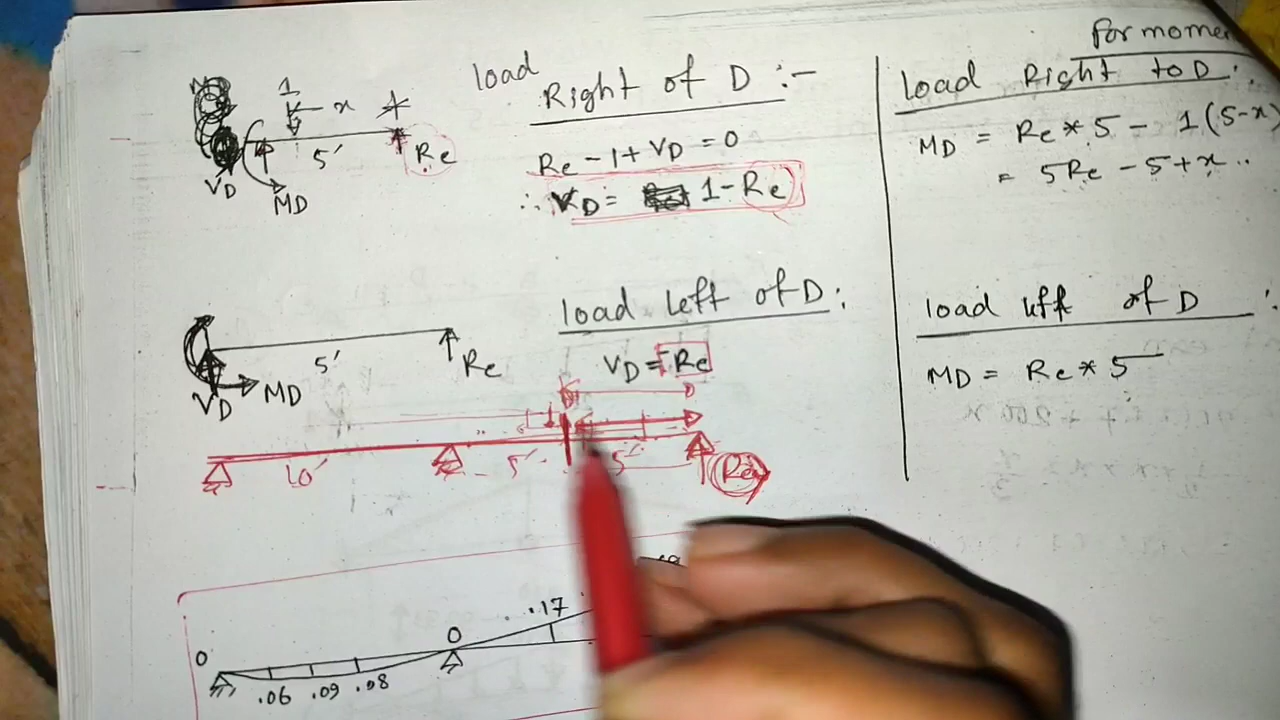 load
Right of D :-
1
x
5'
Re
VD
MD
Re - 1 + VD = 0
∴ VD = 1 - Re
load left of D :
VD = Re
5'
Re
VD
MD
10'
5'
5'
Re
0
.06
.09
.08
0
.17
For momen
load Right to D :
MD = Re * 5 - 1(5-x)
= 5Re - 5 + x ..
load left of D :
MD = Re * 5